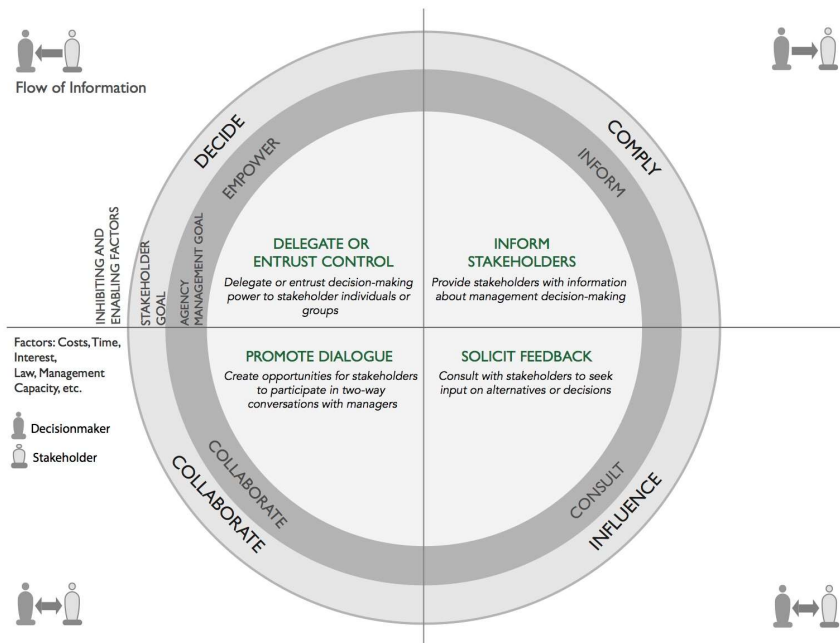 Flow of Information
DECIDE
EMPOWER
COMPLY
INFORM
INHIBITING AND
ENABLING FACTORS
STAKEHOLDER
GOAL
AGENCY
MANAGEMENT GOAL
DELEGATE OR
ENTRUST CONTROL
Delegate or entrust decision-making
power to stakeholder individuals or
groups
INFORM
STAKEHOLDERS
Provide stakeholders with information
about management decision-making
Factors: Costs, Time,
Interest,
Law, Management
Capacity, etc.
Decisionmaker
Stakeholder
PROMOTE DIALOGUE
Create opportunities for stakeholders
to participate in two-way
conversations with managers
SOLICIT FEEDBACK
Consult with stakeholders to seek
input on alternatives or decisions
COLLABORATE
COLLABORATE
CONSULT
INFLUENCE